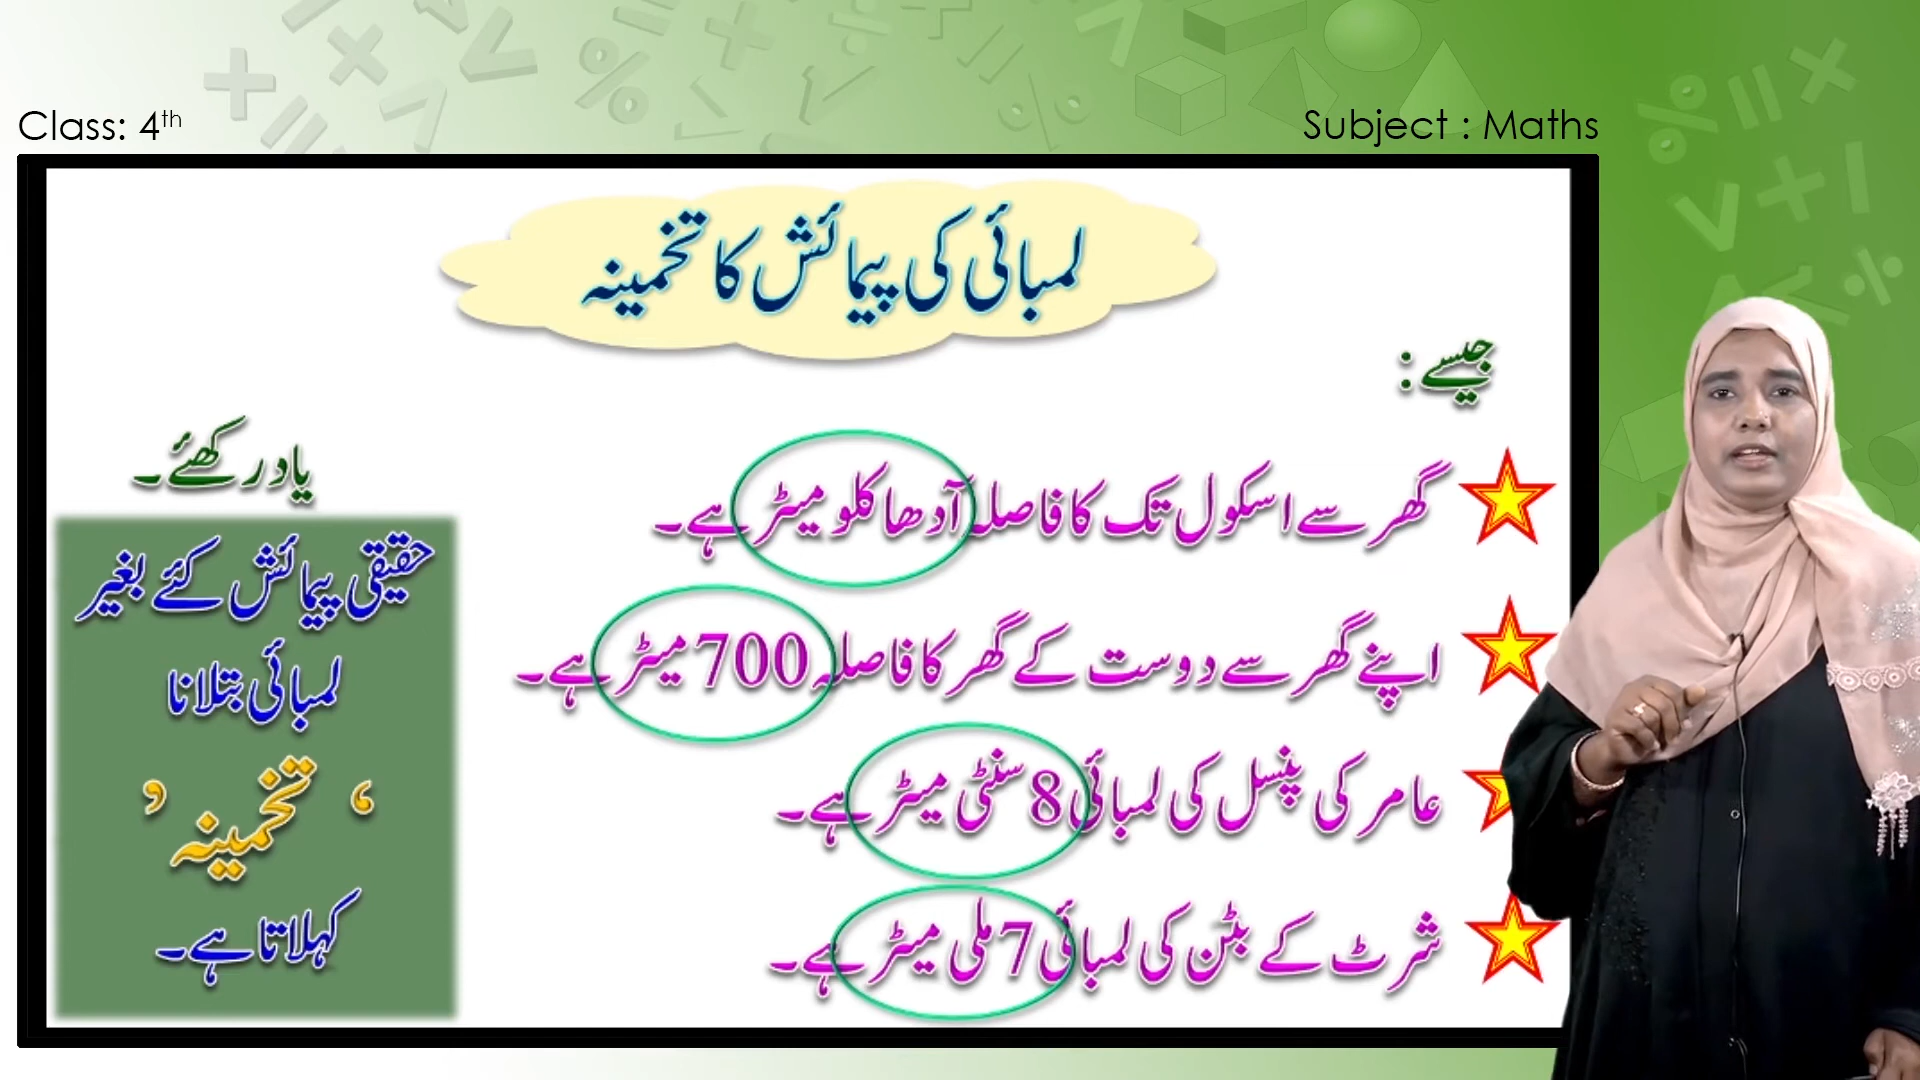 Class: 4th
Subject : Maths
لمبائی کی پیمائش کا تخمینہ
جیسے :
گھر سے اسکول تک کا فاصلہ آدھا کلو میٹر ہے۔
اپنے گھر سے دوست کے گھر کا فاصلہ 700 میٹر ہے۔
عامر کی پنسل کی لمبائی 8 سنٹی میٹر ہے۔
شرٹ کے بٹن کی لمبائی 7 ملی میٹر ہے۔
یاد رکھئے۔
حقیقی پیمائش کئے بغیر
لمبائی بتلانا
‘ تخمینہ ’
کہلاتا ہے۔